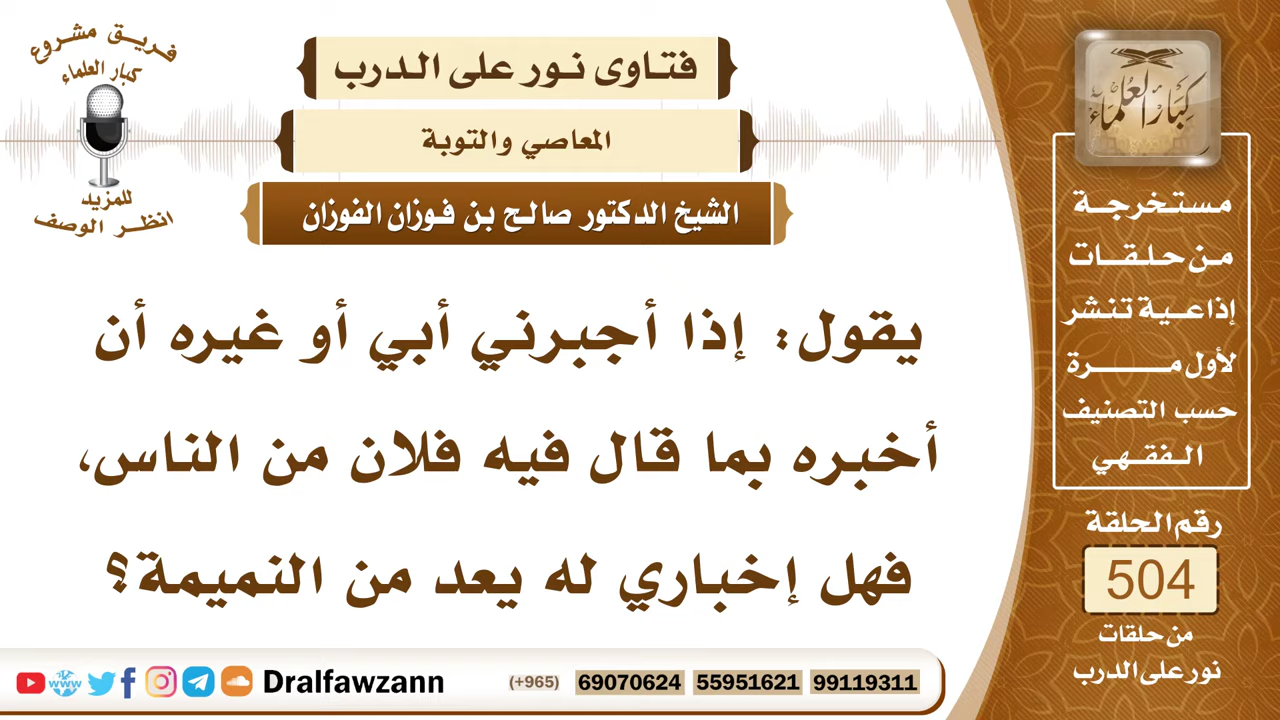 فريق مشروع
كبار العلماء
للمزيد
انظر الوصف
فتاوى نور على الدرب
المعاصي والتوبة
الشيخ الدكتور صالح بن فوزان الفوزان
يقول: إذا أجبرني أبي أو غيره أن
أخبره بما قال فيه فلان من الناس،
فهل إخباري له يعد من النميمة؟
كبار العلماء
مستخرجة
من حلقات
إذاعية تنشر
لأول مرة
حسب التصنيف
الفقهي
رقم الحلقة
504
من حلقات
نور على الدرب
www Dralfawzann (+965) 69070624 55951621 99119311